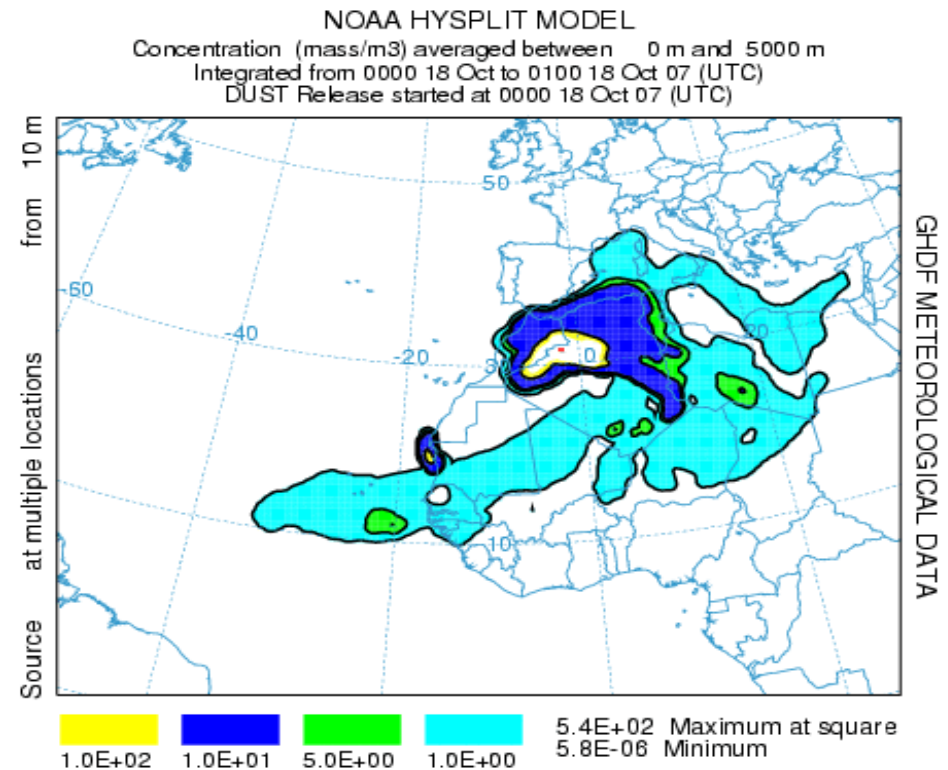 NOAA HYSPLIT MODEL
Concentration (mass/m3) averaged between 0 m and 5000 m
Integrated from 0000 18 Oct to 0100 18 Oct 07 (UTC)
DUST Release started at 0000 18 Oct 07 (UTC)
Source at multiple locations from 10 m
GHDF METEOROLOGICAL DATA
50
-60
-40
-20
30
0
20
10
1.0E+02
1.0E+01
5.0E+00
1.0E+00
5.4E+02 Maximum at square
5.8E-06 Minimum